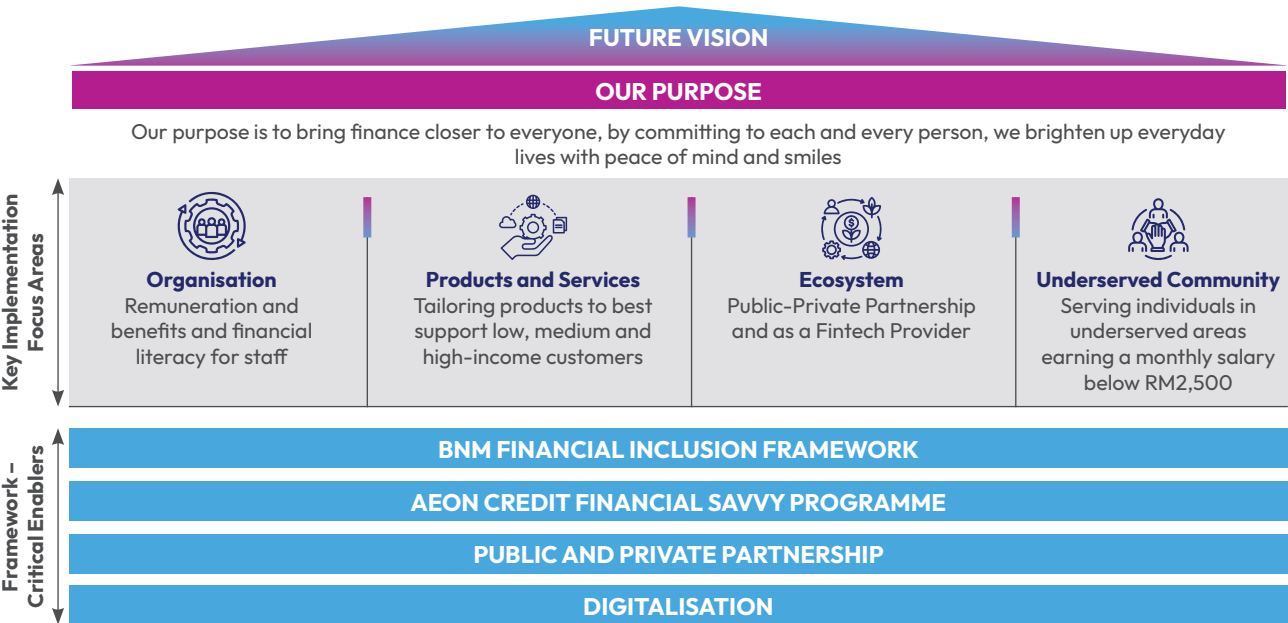 FUTURE VISION
OUR PURPOSE
Our purpose is to bring finance closer to everyone, by committing to each and every person, we brighten up everyday
lives with peace of mind and smiles
Key Implementation
Focus Areas
Organisation
Remuneration and
benefits and financial
literacy for staff
Products and Services
Tailoring products to best
support low, medium and
high-income customers
Ecosystem
Public-Private Partnership
and as a Fintech Provider
Underserved Community
Serving individuals in
underserved areas
earning a monthly salary
below RM2,500
Framework –
Critical Enablers
BNM FINANCIAL INCLUSION FRAMEWORK
AEON CREDIT FINANCIAL SAVVY PROGRAMME
PUBLIC AND PRIVATE PARTNERSHIP
DIGITALISATION